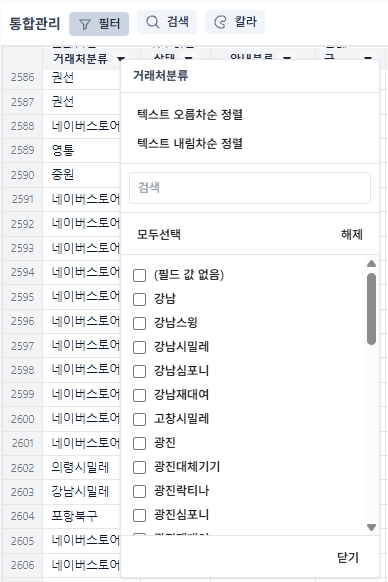 통합관리 필터 검색 칼라
거래처분류
2586 권선
2587 권선
2588 네이버스토어
2589 영통
2590 중원
2591 네이버스토어
2592 네이버스토어
2593 네이버스토어
2594 네이버스토어
2595 네이버스토어
2596 네이버스토어
2597 네이버스토어
2598 네이버스토어
2599 네이버스토어
2600 네이버스토어
2601 네이버스토어
2602 의령시밀레
2603 강남시밀레
2604 포항북구
2605 네이버스토어
2606 네이버스토어
거래처분류
텍스트 오름차순 정렬
텍스트 내림차순 정렬
검색
모두선택 해제
(필드 값 없음)
강남
강남스윙
강남시밀레
강남심포니
강남재대여
고창시밀레
광진
광진대체기기
광진락티나
광진심포니
닫기